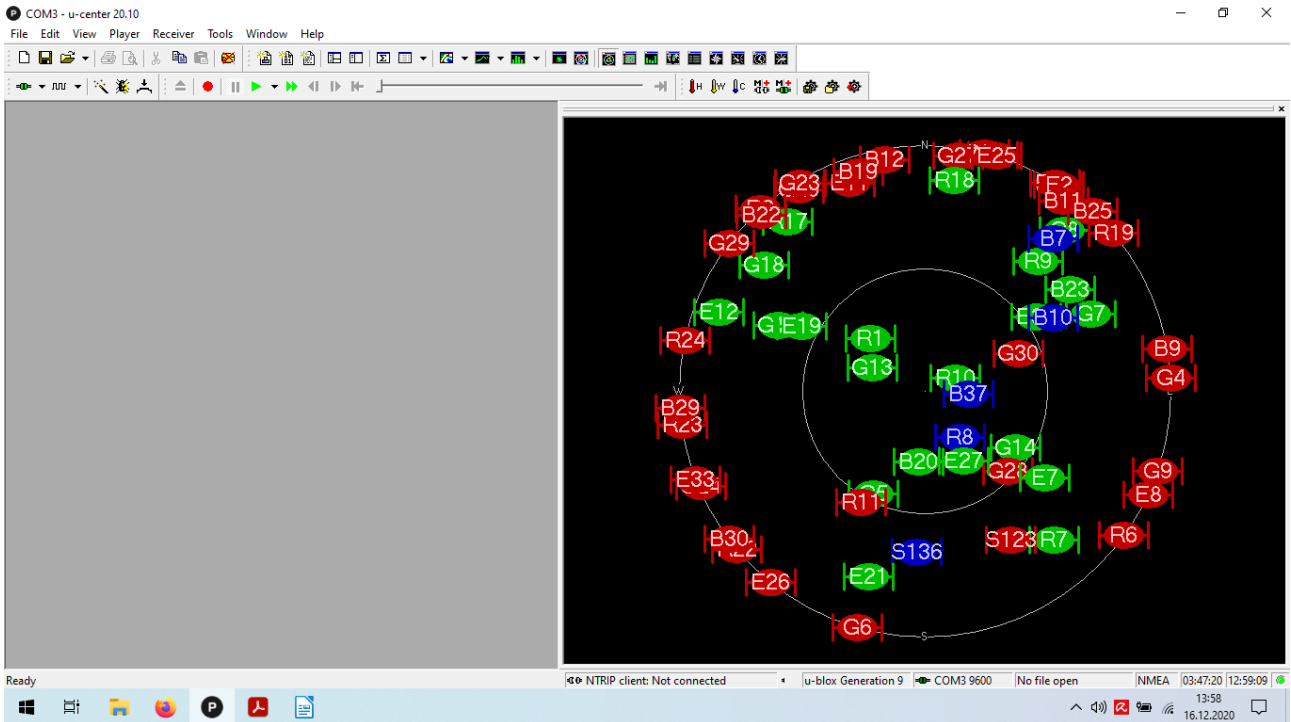 COM3 - u-center 20.10
File Edit View Player Receiver Tools Window Help
H W C
N
B12 G27 E25
B19
G23 R18
B11
B22 R17 B25
G29 B7 R19
G18 R9
B23
E12 E19 B10 G7
R24 R1 B9
G13 G30
R10 G4
W
B29 B37
R23 R8
G14
B20 E27
E33 G28 E7 G9
R11 E8
B30 S123 R7 R6
S136
E26 E21
G6
S
Ready NTRIP client: Not connected u-blox Generation 9 COM3 9600 No file open NMEA 03:47:20 12:59:09
13:58
16.12.2020